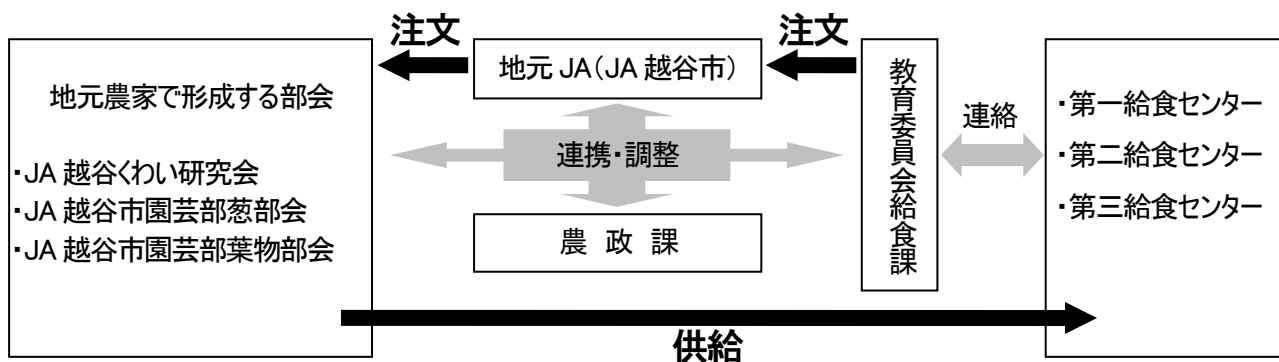 注文
注文
地元農家で形成する部会
・JA 越谷くわい研究会
・JA 越谷市園芸部葱部会
・JA 越谷市園芸部葉物部会
地元 JA（JA 越谷市）
連携・調整
農 政 課
教育委員会給食課
連絡
・第一給食センター
・第二給食センター
・第三給食センター
供給